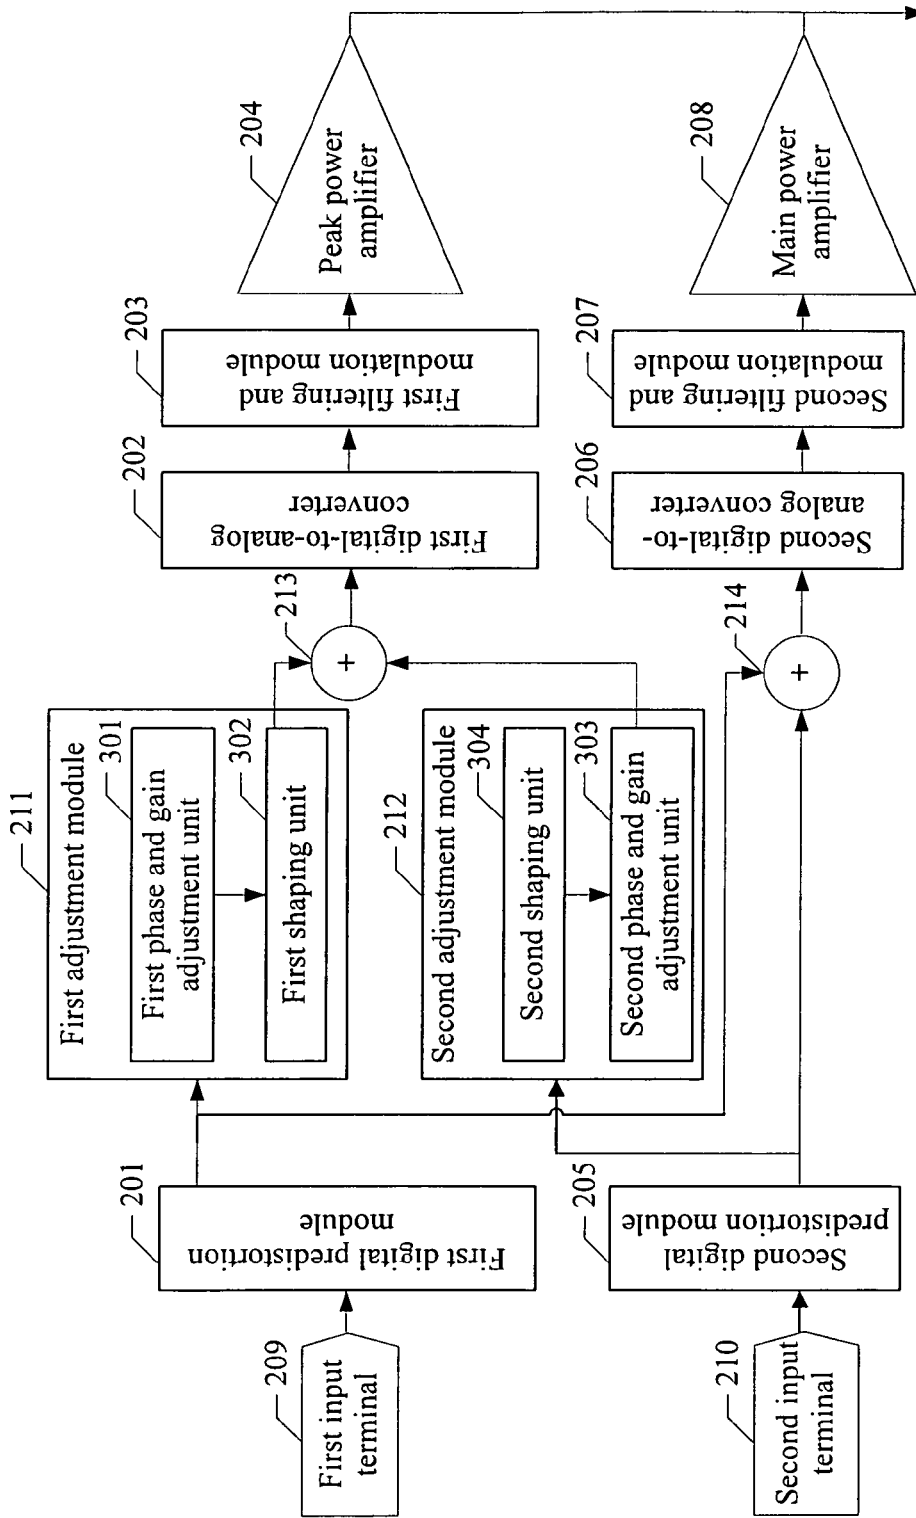 209
First input
terminal
201
First digital predistortion
module
211
First adjustment module
301
First phase and gain
adjustment unit
302
First shaping unit
213
+
202
First digital-to-analog
converter
203
First filtering and
modulation module
204
Peak power
amplifier
210
Second input
terminal
205
Second digital
predistortion module
212
Second adjustment module
304
Second shaping unit
303
Second phase and gain
adjustment unit
214
+
206
Second digital-to-
analog converter
207
Second filtering and
modulation module
208
Main power
amplifier